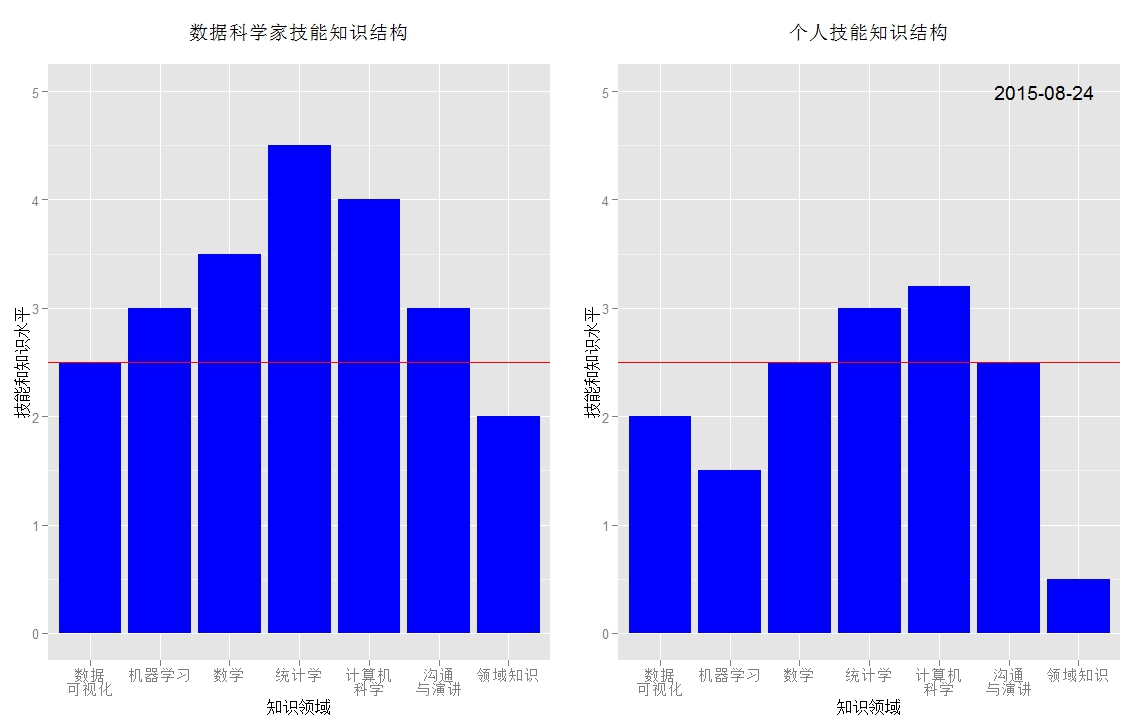 数据科学家技能知识结构
5
4
3
2
1
0
技能和知识水平
数据
可视化
机器学习
数学
统计学
计算机
科学
沟通
与演讲
领域知识
知识领域
个人技能知识结构
2015-08-24
5
4
3
2
1
0
技能和知识水平
数据
可视化
机器学习
数学
统计学
计算机
科学
沟通
与演讲
领域知识
知识领域